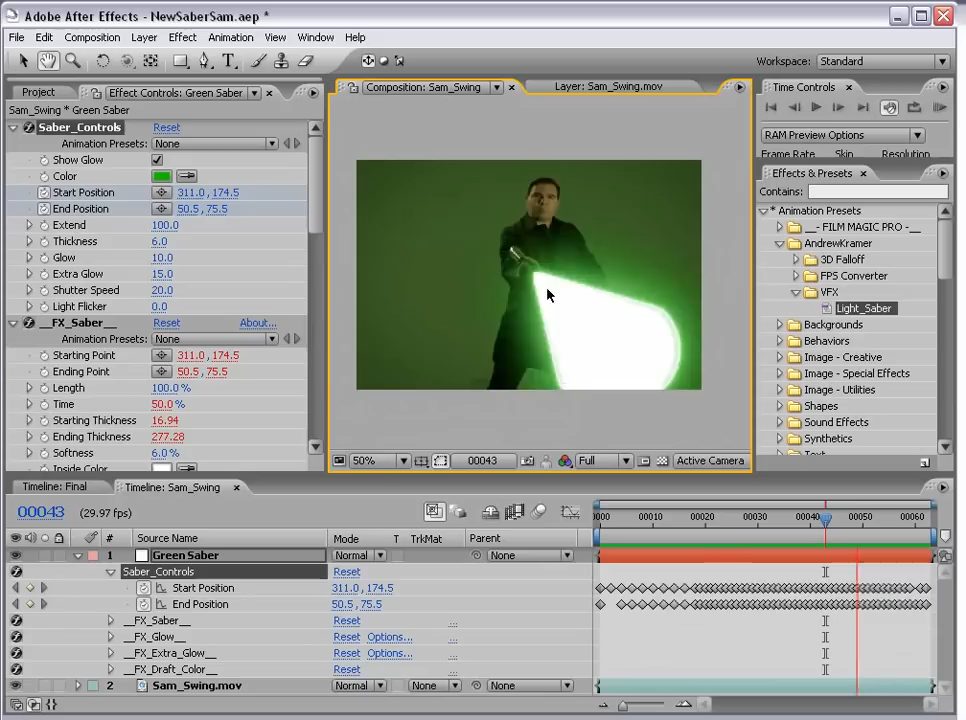 Adobe After Effects - NewSaberSam.aep *
File Edit Composition Layer Effect Animation View Window Help
Workspace: Standard
Project Effect Controls: Green Saber
Sam_Swing * Green Saber
Saber_Controls Reset
Animation Presets: None
Show Glow
Color
Start Position 311.0 , 174.5
End Position 50.5 , 75.5
Extend 100.0
Thickness 6.0
Glow 10.0
Extra Glow 15.0
Shutter Speed 20.0
Light Flicker 0.0
__FX_Saber__ Reset About...
Animation Presets: None
Starting Point 311.0 , 174.5
Ending Point 50.5 , 75.5
Length 100.0 %
Time 50.0 %
Starting Thickness 16.94
Ending Thickness 277.28
Softness 6.0 %
Inside Color
Composition: Sam_Swing Layer: Sam_Swing.mov
50% 00043 Full Active Camera
Time Controls
RAM Preview Options
Frame Rate Skip Resolution
Effects & Presets
Contains:
* Animation Presets
__- FILM MAGIC PRO -__
AndrewKramer
3D Falloff
FPS Converter
VFX
Light_Saber
Backgrounds
Behaviors
Image - Creative
Image - Special Effects
Image - Utilities
Shapes
Sound Effects
Synthetics
Text
Timeline: Final Timeline: Sam_Swing
00043 (29.97 fps)
0000 00010 00020 00030 00040 00050 00060
# Source Name Mode T TrkMat Parent
1 Green Saber Normal None
Saber_Controls Reset
Start Position 311.0 , 174.5
End Position 50.5 , 75.5
__FX_Saber__ Reset ...
__FX_Glow__ Reset Options... ...
__FX_Extra_Glow__ Reset Options... ...
__FX_Draft_Color__ Reset ...
2 Sam_Swing.mov Normal None None